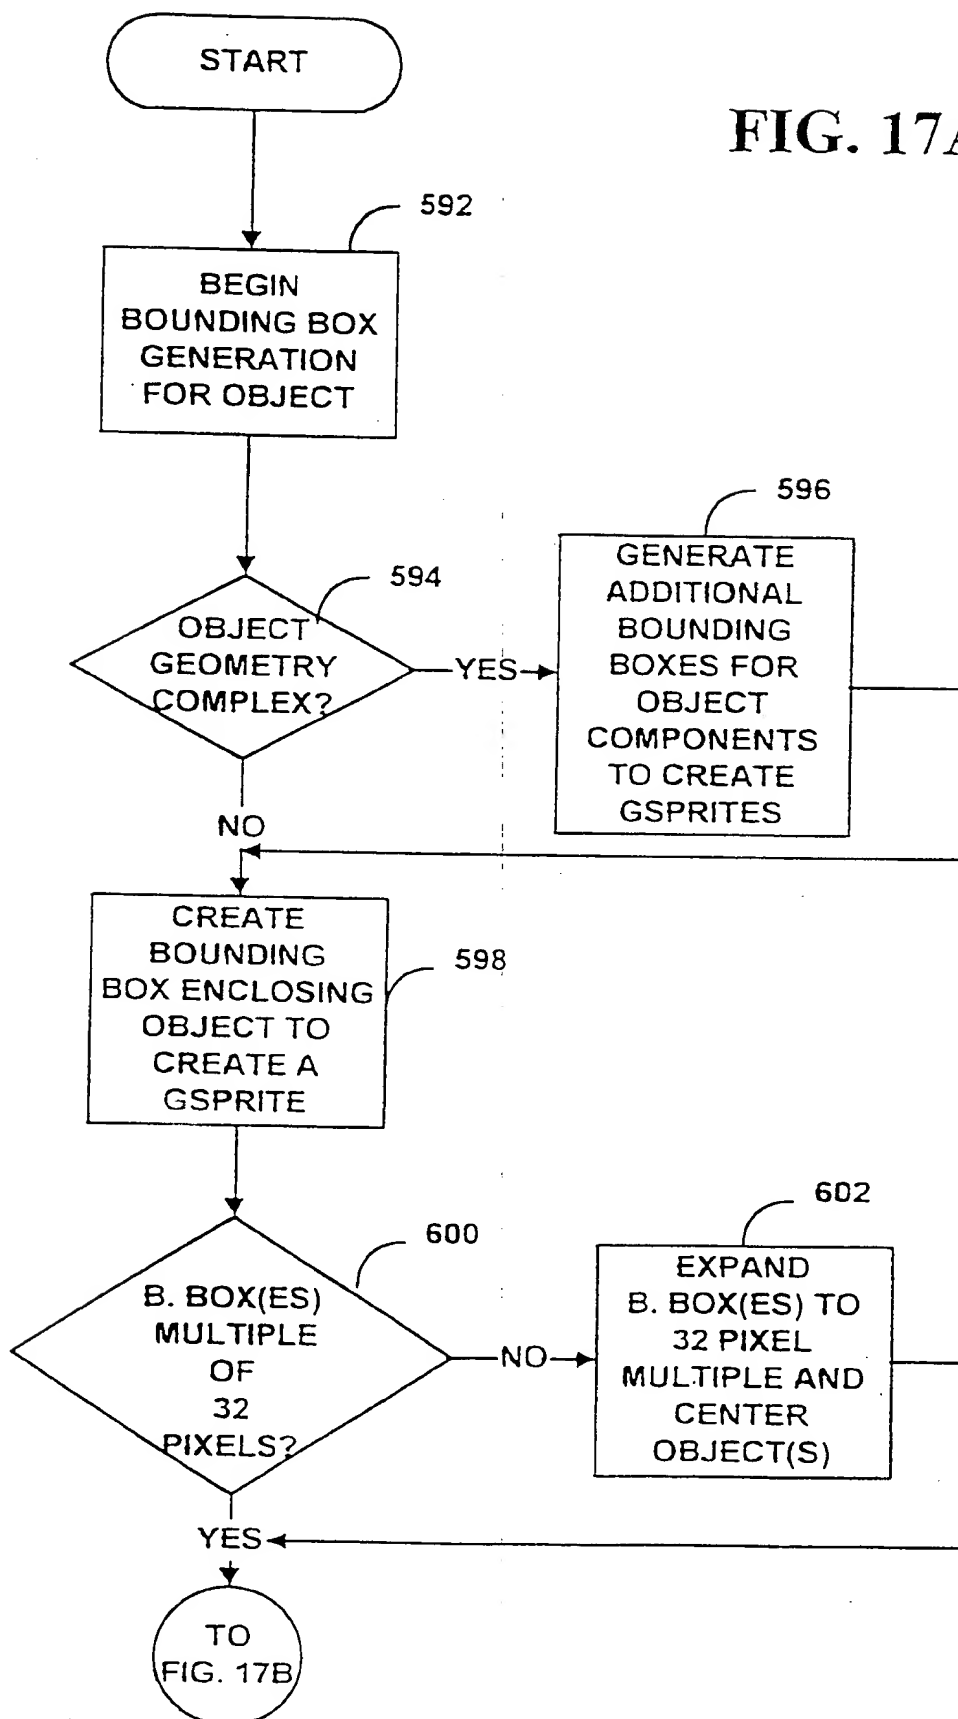 START
FIG. 17A
592
BEGIN
BOUNDING BOX
GENERATION
FOR OBJECT
594
OBJECT
GEOMETRY
COMPLEX?
YES
596
GENERATE
ADDITIONAL
BOUNDING
BOXES FOR
OBJECT
COMPONENTS
TO CREATE
GSPRITES
NO
CREATE
BOUNDING
BOX ENCLOSING
OBJECT TO
CREATE A
GSPRITE
598
600
B. BOX(ES)
MULTIPLE
OF
32
PIXELS?
NO
602
EXPAND
B. BOX(ES) TO
32 PIXEL
MULTIPLE AND
CENTER
OBJECT(S)
YES
TO
FIG. 17B